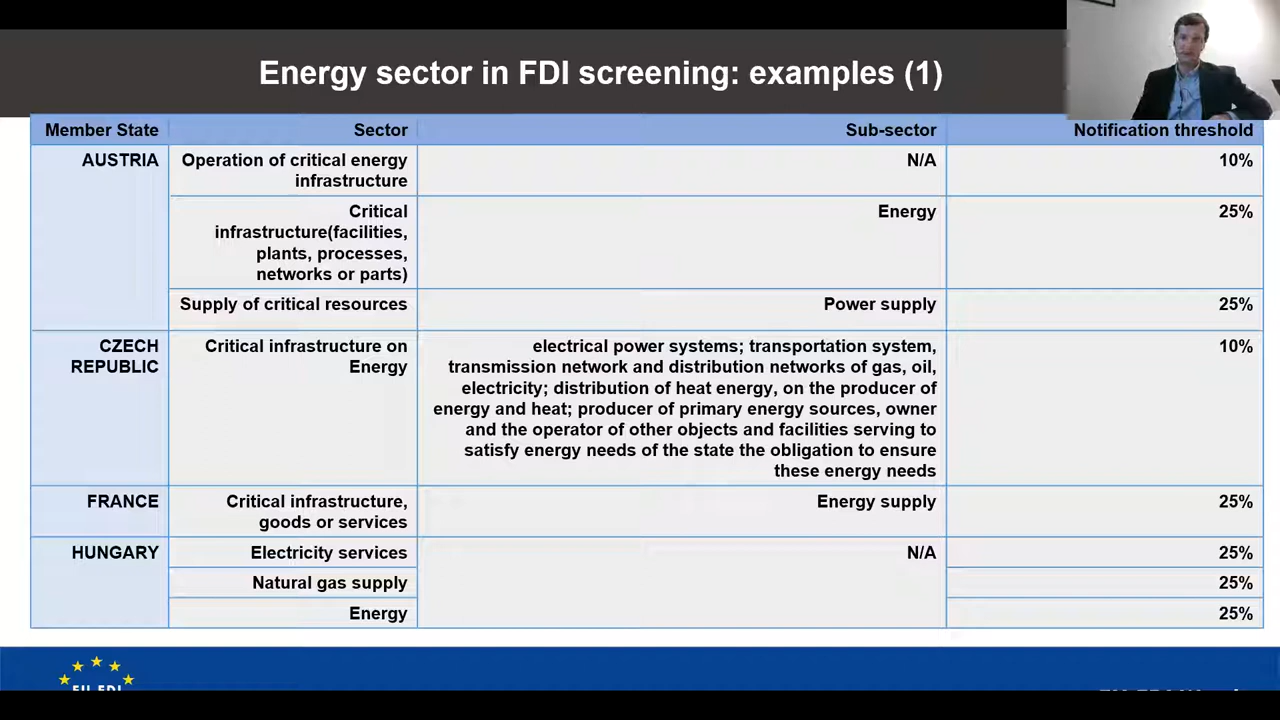 Energy sector in FDI screening: examples (1)
Member State Sector Sub-sector Notification threshold
AUSTRIA Operation of critical energy N/A 10%
infrastructure
Critical Energy 25%
infrastructure(facilities,
plants, processes,
networks or parts)
Supply of critical resources Power supply 25%
CZECH Critical infrastructure on electrical power systems; transportation system, 10%
REPUBLIC Energy transmission network and distribution networks of gas, oil,
electricity; distribution of heat energy, on the producer of
energy and heat; producer of primary energy sources, owner
and the operator of other objects and facilities serving to
satisfy energy needs of the state the obligation to ensure
these energy needs
FRANCE Critical infrastructure, Energy supply 25%
goods or services
HUNGARY Electricity services N/A 25%
Natural gas supply 25%
Energy 25%
EU FDI